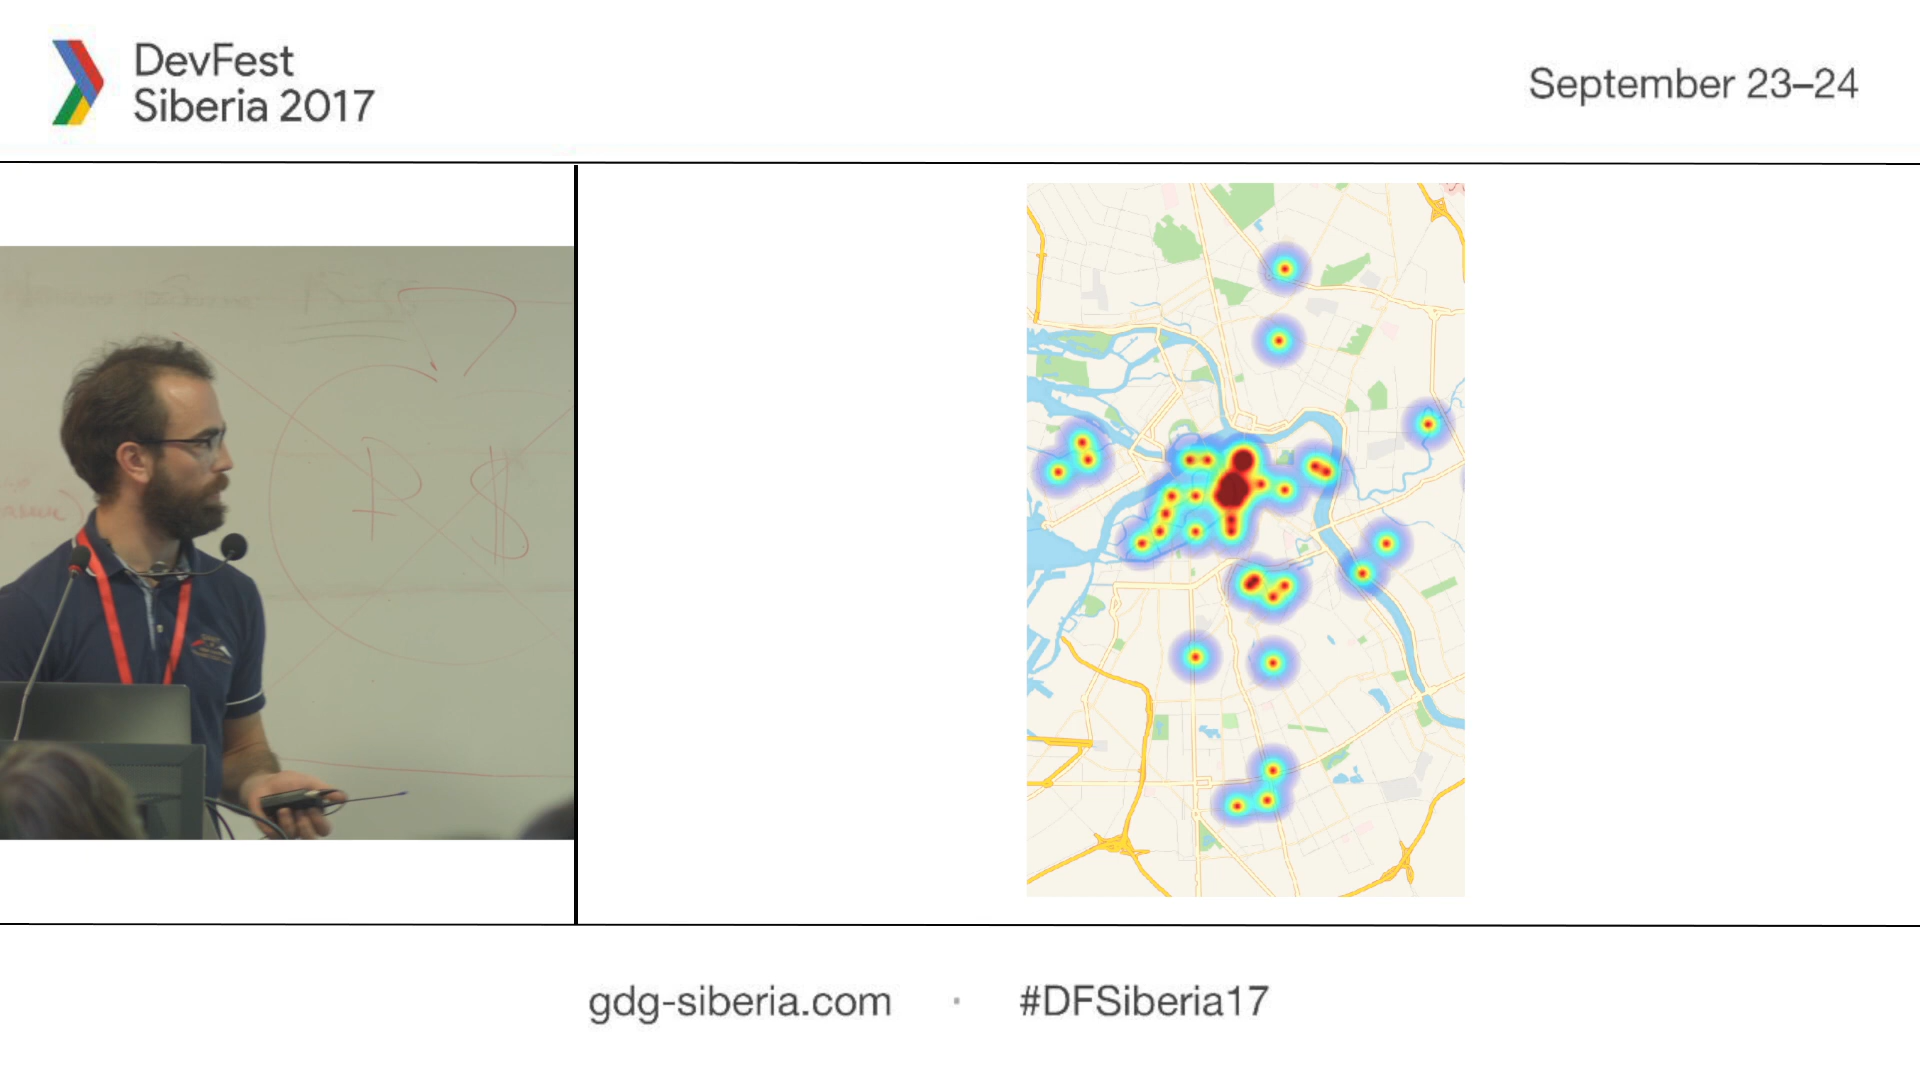 DevFest
Siberia 2017
September 23–24
P $
gdg-siberia.com · #DFSiberia17